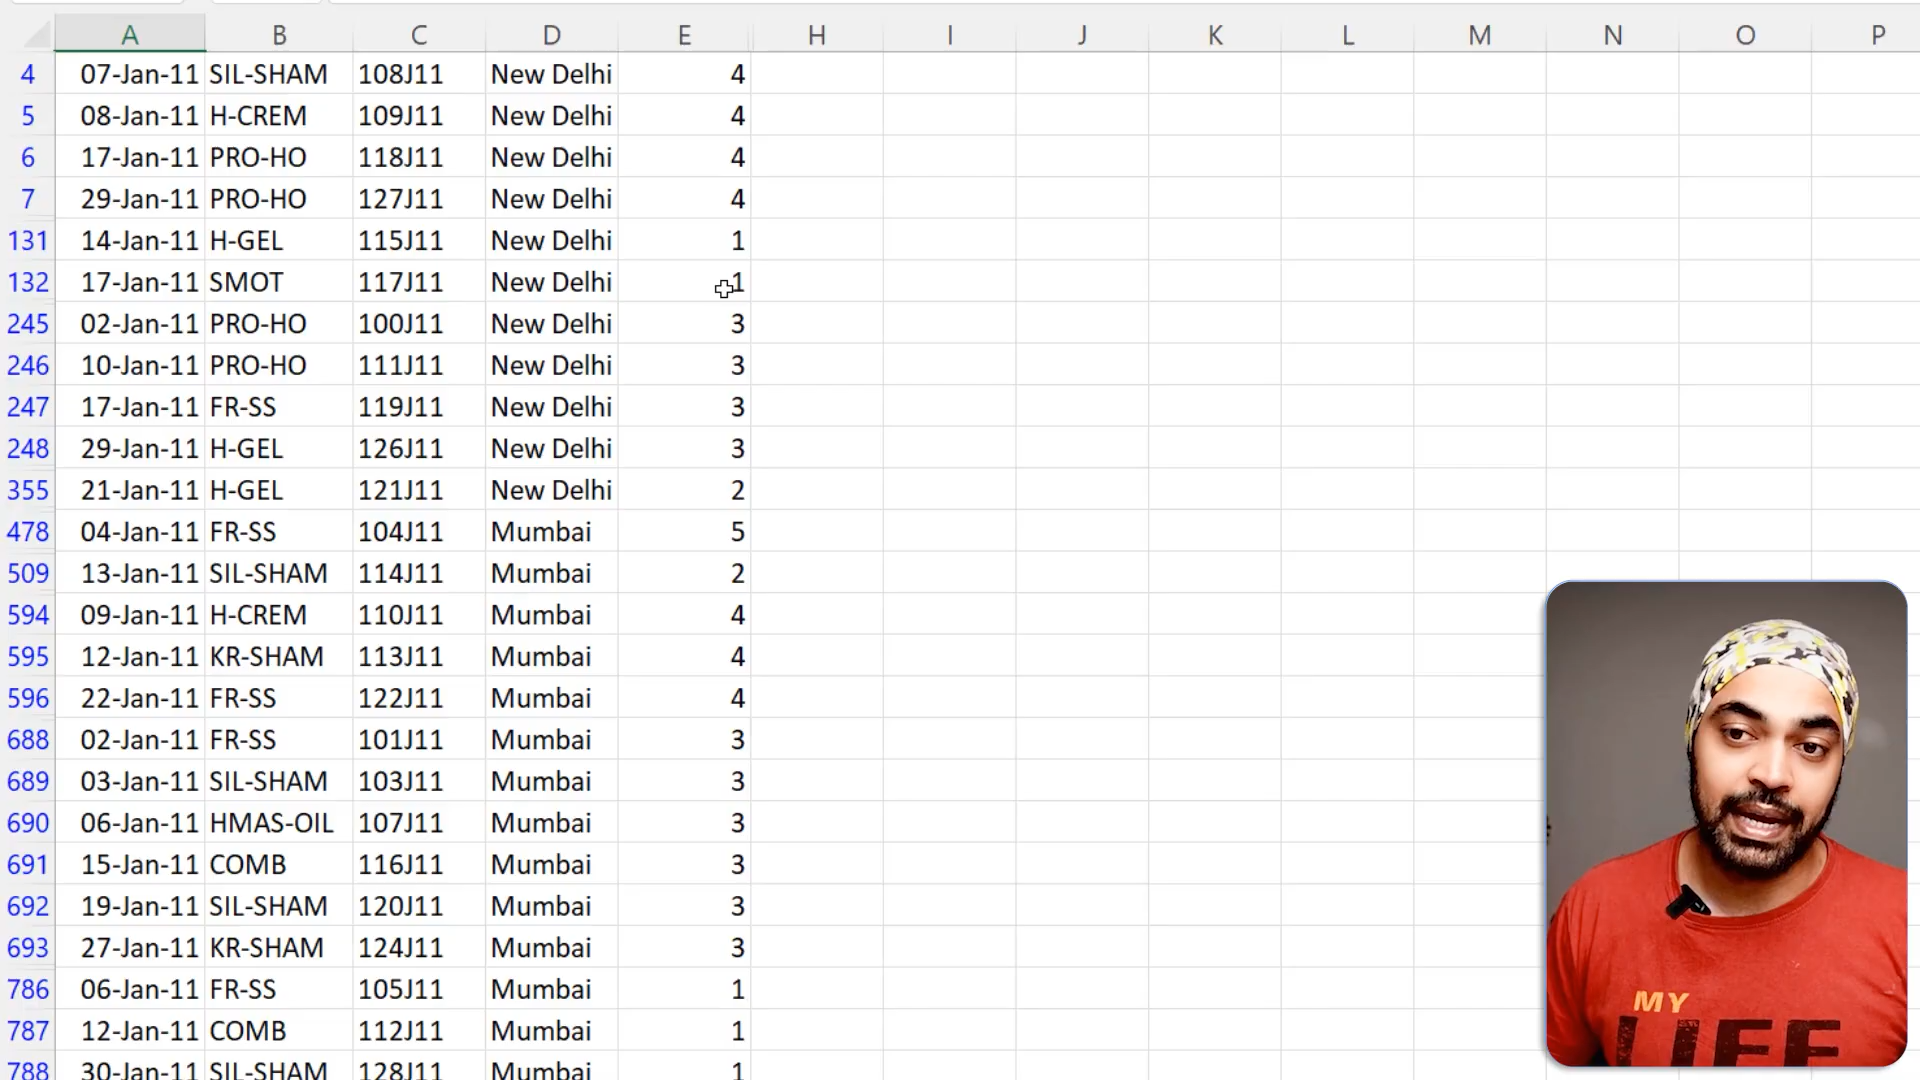 A B C D E H I J K L M N O P
4 07-Jan-11 SIL-SHAM 108J11 New Delhi 4
5 08-Jan-11 H-CREM 109J11 New Delhi 4
6 17-Jan-11 PRO-HO 118J11 New Delhi 4
7 29-Jan-11 PRO-HO 127J11 New Delhi 4
131 14-Jan-11 H-GEL 115J11 New Delhi 1
132 17-Jan-11 SMOT 117J11 New Delhi 1
245 02-Jan-11 PRO-HO 100J11 New Delhi 3
246 10-Jan-11 PRO-HO 111J11 New Delhi 3
247 17-Jan-11 FR-SS 119J11 New Delhi 3
248 29-Jan-11 H-GEL 126J11 New Delhi 3
355 21-Jan-11 H-GEL 121J11 New Delhi 2
478 04-Jan-11 FR-SS 104J11 Mumbai 5
509 13-Jan-11 SIL-SHAM 114J11 Mumbai 2
594 09-Jan-11 H-CREM 110J11 Mumbai 4
595 12-Jan-11 KR-SHAM 113J11 Mumbai 4
596 22-Jan-11 FR-SS 122J11 Mumbai 4
688 02-Jan-11 FR-SS 101J11 Mumbai 3
689 03-Jan-11 SIL-SHAM 103J11 Mumbai 3
690 06-Jan-11 HMAS-OIL 107J11 Mumbai 3
691 15-Jan-11 COMB 116J11 Mumbai 3
692 19-Jan-11 SIL-SHAM 120J11 Mumbai 3
693 27-Jan-11 KR-SHAM 124J11 Mumbai 3
786 06-Jan-11 FR-SS 105J11 Mumbai 1
787 12-Jan-11 COMB 112J11 Mumbai 1
788 30-Jan-11 SIL-SHAM 128J11 Mumbai 1
MY
LIFE